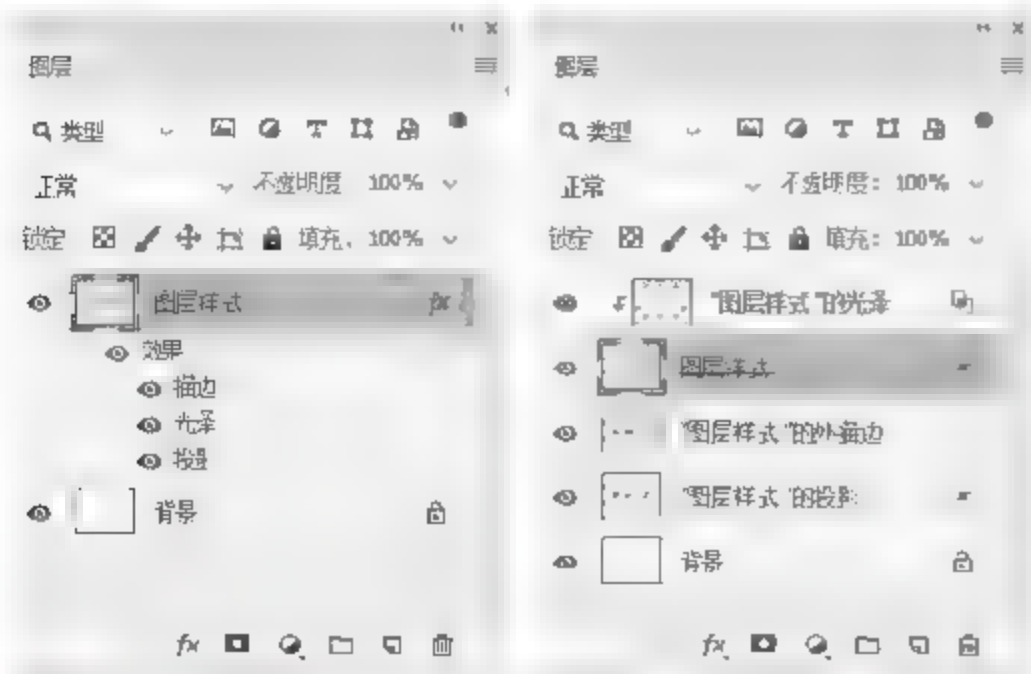 图层
类型
正常 不透明度 100%
锁定 填充: 100%
图层样式 fx
效果
描边
光泽
投影
背景
fx
图层
类型
正常 不透明度: 100%
锁定 填充: 100%
"图层样式"的光泽
图层样式
"图层样式"的外描边
"图层样式"的投影
背景
fx